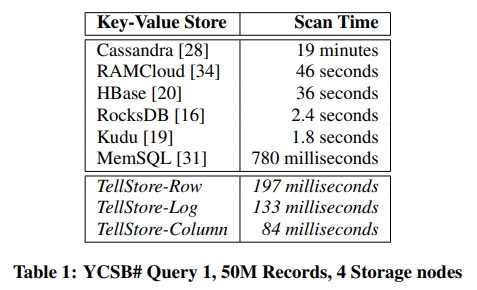 Key-Value Store Scan Time
Cassandra [28] 19 minutes
RAMCloud [34] 46 seconds
HBase [20] 36 seconds
RocksDB [16] 2.4 seconds
Kudu [19] 1.8 seconds
MemSQL [31] 780 milliseconds
TellStore-Row 197 milliseconds
TellStore-Log 133 milliseconds
TellStore-Column 84 milliseconds
Table 1: YCSB# Query 1, 50M Records, 4 Storage nodes